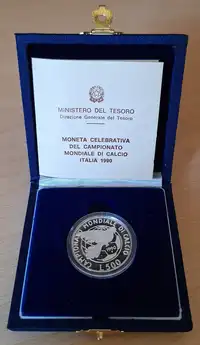 MINISTERO DEL TESORO
Direzione Generale del Tesoro
MONETA CELEBRATIVA
DEL CAMPIONATO
MONDIALE DI CALCIO
ITALIA 1990
CAMPIONATO MONDIALE DI CALCIO
L.500